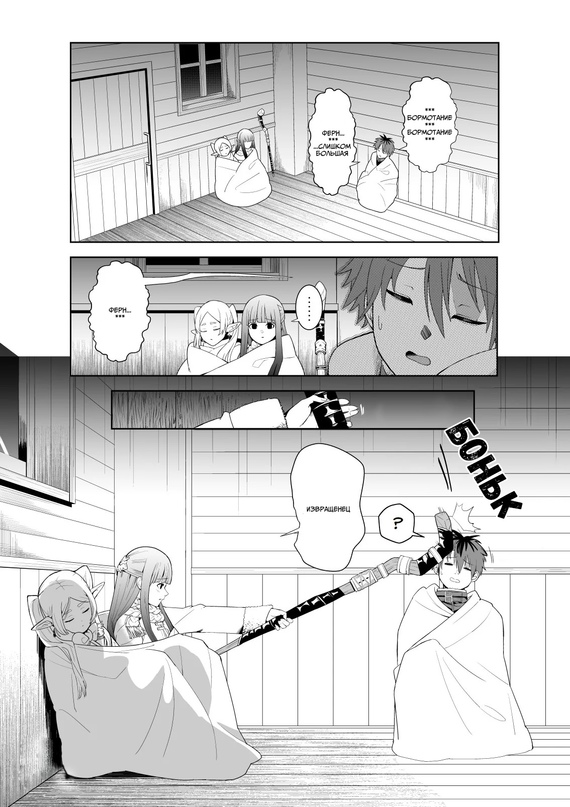 ***
БОРМОТАНИЕ
***
БОРМОТАНИЕ
***
ФЕРН...
***
...СЛИШКОМ
БОЛЬШАЯ
......
ФЕРН...
***
БОНЬК
?
ИЗВРАЩЕНЕЦ